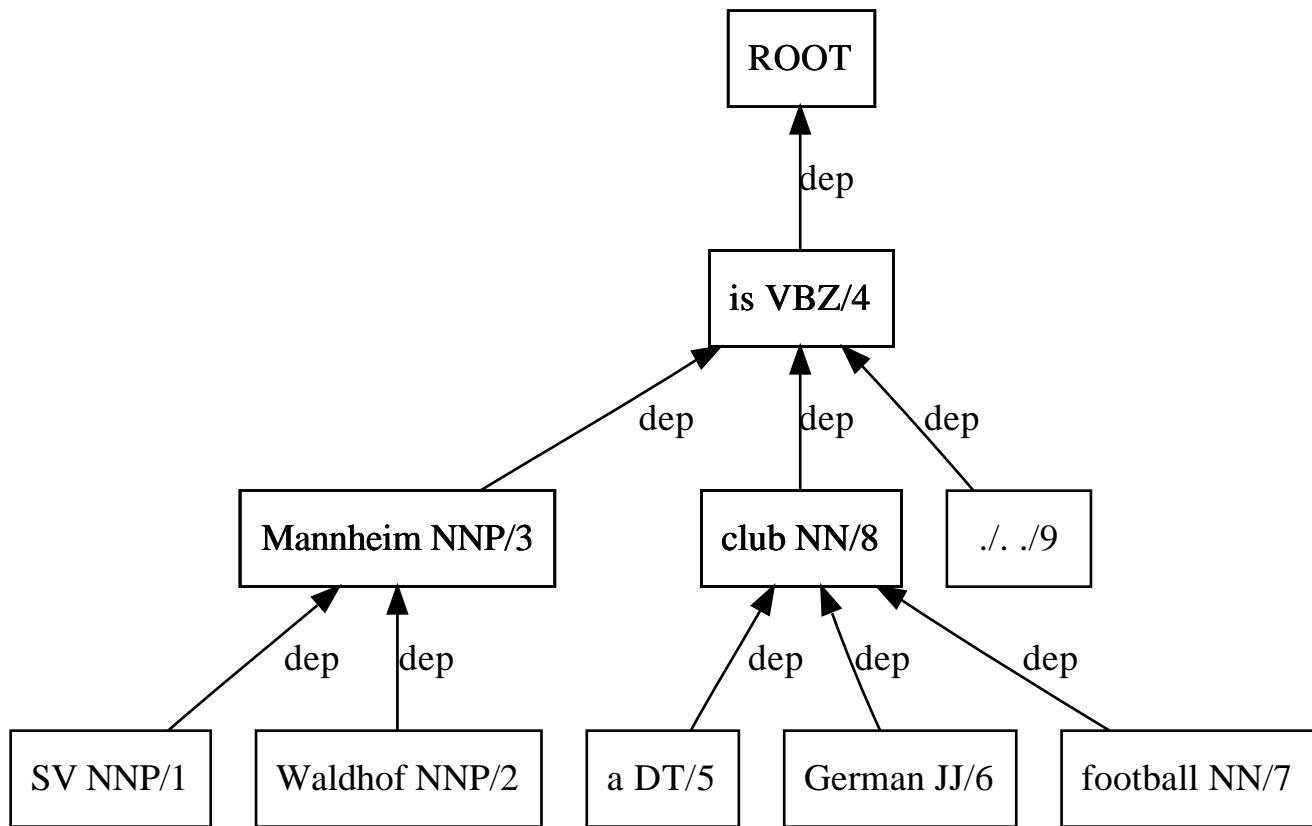 ROOT
dep
is VBZ/4
dep dep dep
Mannheim NNP/3 club NN/8 ./. ./9
dep dep dep dep dep
SV NNP/1 Waldhof NNP/2 a DT/5 German JJ/6 football NN/7